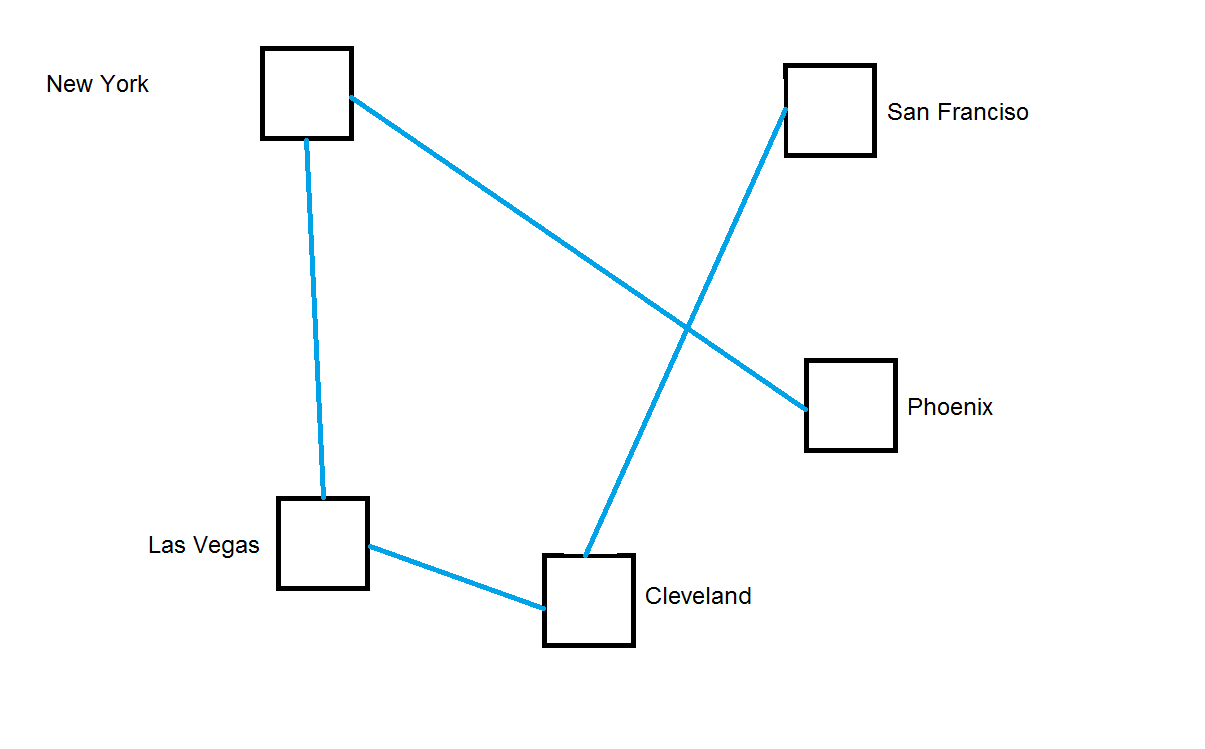 New York
San Franciso
Phoenix
Las Vegas
Cleveland